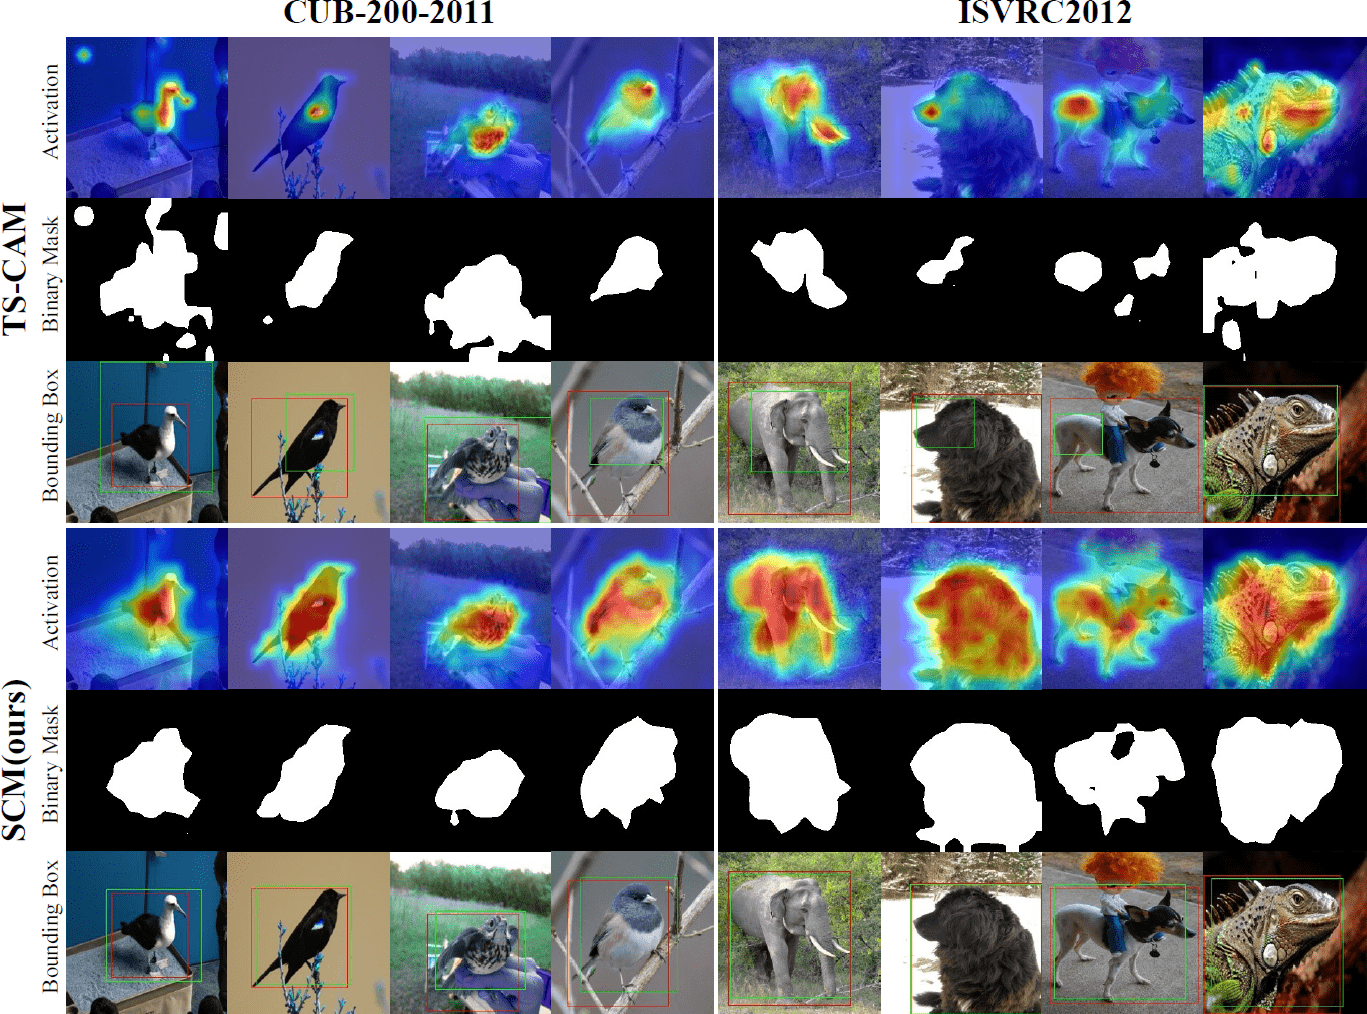 CUB-200-2011
ISVRC2012
TS-CAM
Activation
Binary Mask
Bounding Box
SCM(ours)
Activation
Binary Mask
Bounding Box